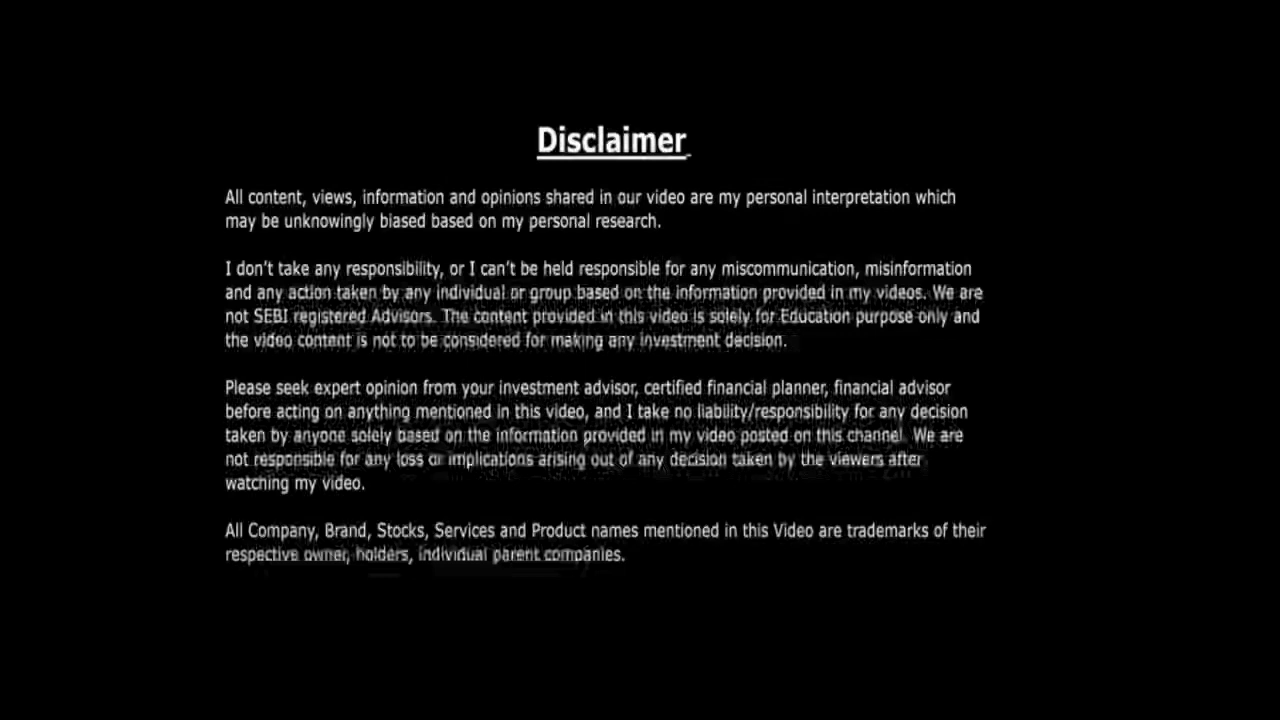 Disclaimer
All content, views, information and opinions shared in our video are my personal interpretation which
may be unknowingly biased based on my personal research.
I don't take any responsibility, or I can't be held responsible for any miscommunication, misinformation
and any action taken by any individual or group based on the information provided in my videos. We are
not SEBI registered Advisors. The content provided in this video is solely for Education purpose only and
the video content is not to be considered for making any investment decision.
Please seek expert opinion from your investment advisor, certified financial planner, financial advisor
before acting on anything mentioned in this video, and I take no liability/responsibility for any decision
taken by anyone solely based on the information provided in my video posted on this channel. We are
not responsible for any loss or implications arising out of any decision taken by the viewers after
watching my video.
All Company, Brand, Stocks, Services and Product names mentioned in this Video are trademarks of their
respective owner, holders, individual parent companies.